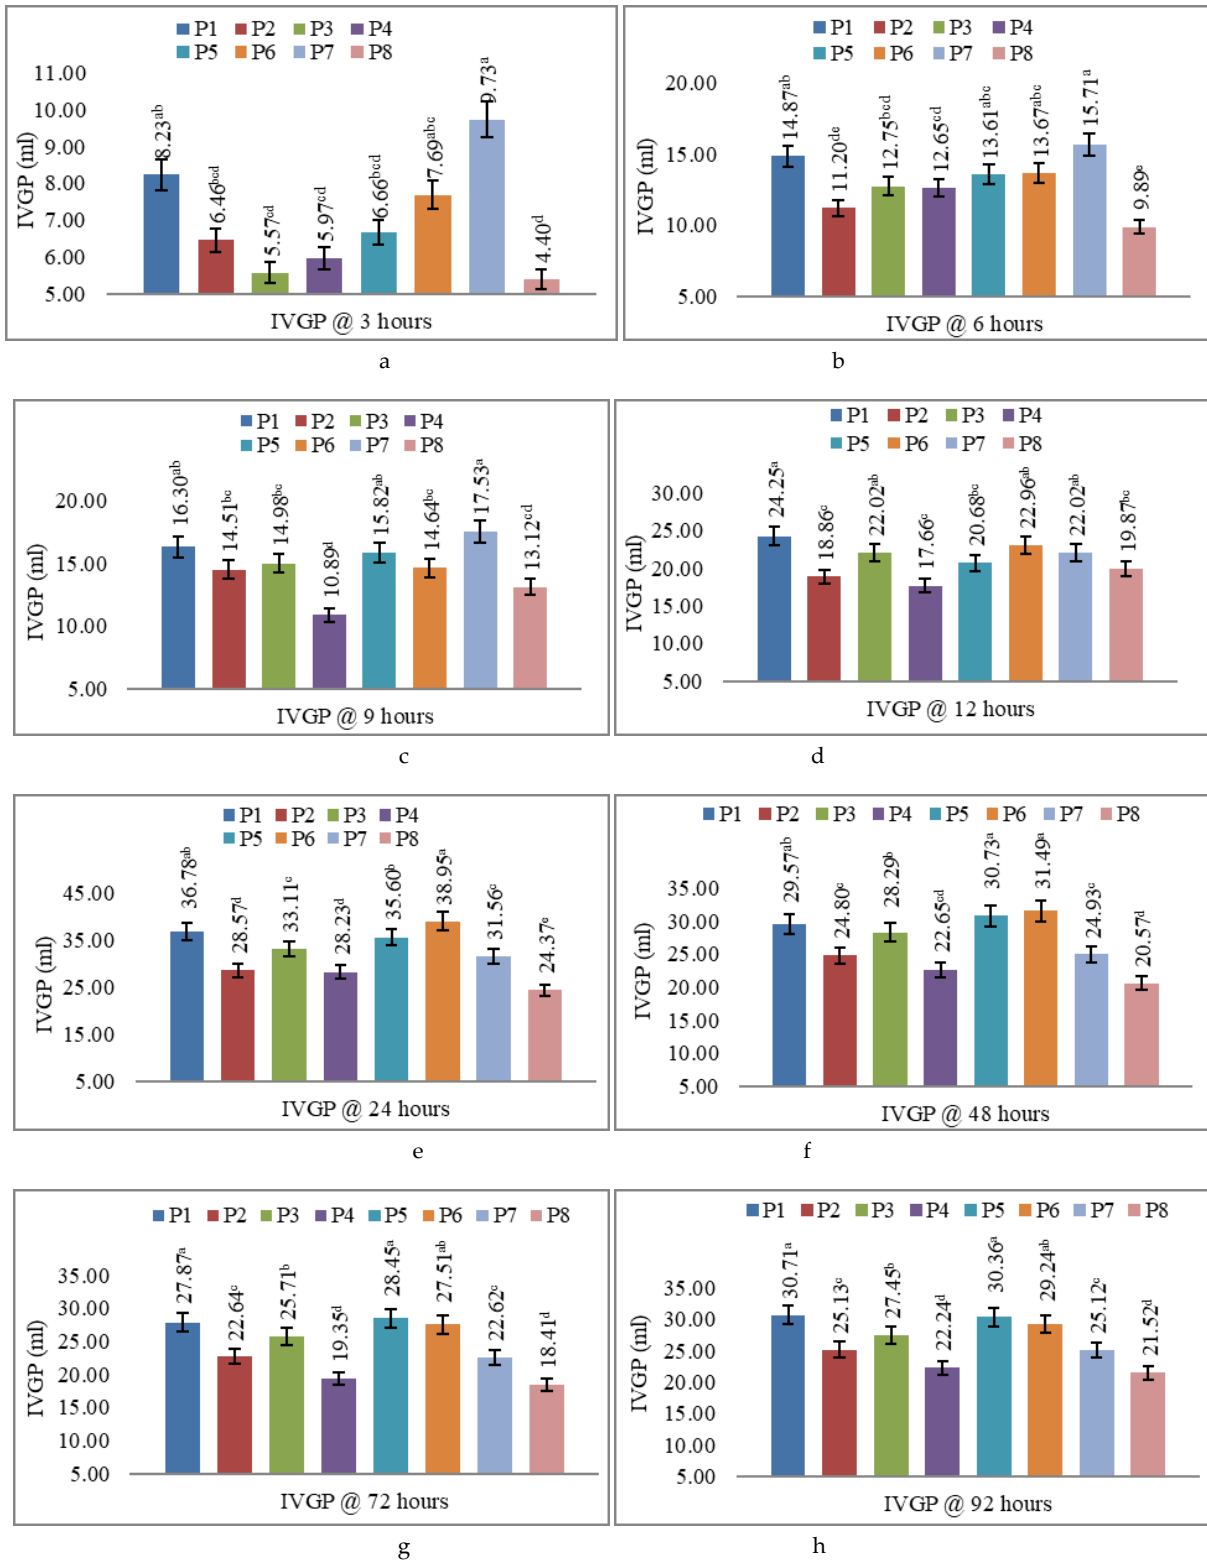 P1 P2 P3 P4
P5 P6 P7 P8
11.00
10.00
9.00
8.00
7.00
6.00
5.00
IVGP (ml)
8.23ab
6.46bcd
5.57cd
5.97cd
6.66bcd
7.69abc
9.73a
4.40d
IVGP @ 3 hours
a
P1 P2 P3 P4
P5 P6 P7 P8
20.00
15.00
10.00
5.00
IVGP (ml)
14.87ab
11.20de
12.75bcd
12.65cd
13.61abc
13.67abc
15.71a
9.89e
IVGP @ 6 hours
b
P1 P2 P3 P4
P5 P6 P7 P8
20.00
15.00
10.00
5.00
IVGP (ml)
16.30ab
14.51bc
14.98bc
10.89d
15.82ab
14.64bc
17.53a
13.12cd
IVGP @ 9 hours
c
P1 P2 P3 P4
P5 P6 P7 P8
30.00
25.00
20.00
15.00
10.00
5.00
IVGP (ml)
24.25a
18.86c
22.02ab
17.66c
20.68bc
22.96ab
22.02ab
19.87bc
IVGP @ 12 hours
d
P1 P2 P3 P4
P5 P6 P7 P8
45.00
35.00
25.00
15.00
5.00
IVGP (ml)
36.78ab
28.57d
33.11c
28.23d
35.60b
38.95a
31.56c
24.37e
IVGP @ 24 hours
e
P1 P2 P3 P4 P5 P6 P7 P8
35.00
30.00
25.00
20.00
15.00
10.00
5.00
IVGP (ml)
29.57ab
24.80c
28.29b
22.65cd
30.73a
31.49a
24.93c
20.57d
IVGP @ 48 hours
f
P1 P2 P3 P4 P5 P6 P7 P8
35.00
30.00
25.00
20.00
15.00
10.00
5.00
IVGP (ml)
27.87a
22.64c
25.71b
19.35d
28.45a
27.51ab
22.62c
18.41d
IVGP @ 72 hours
g
P1 P2 P3 P4 P5 P6 P7 P8
35.00
30.00
25.00
20.00
15.00
10.00
5.00
IVGP (ml)
30.71a
25.13c
27.45b
22.24d
30.36a
29.24ab
25.12c
21.52d
IVGP @ 92 hours
h